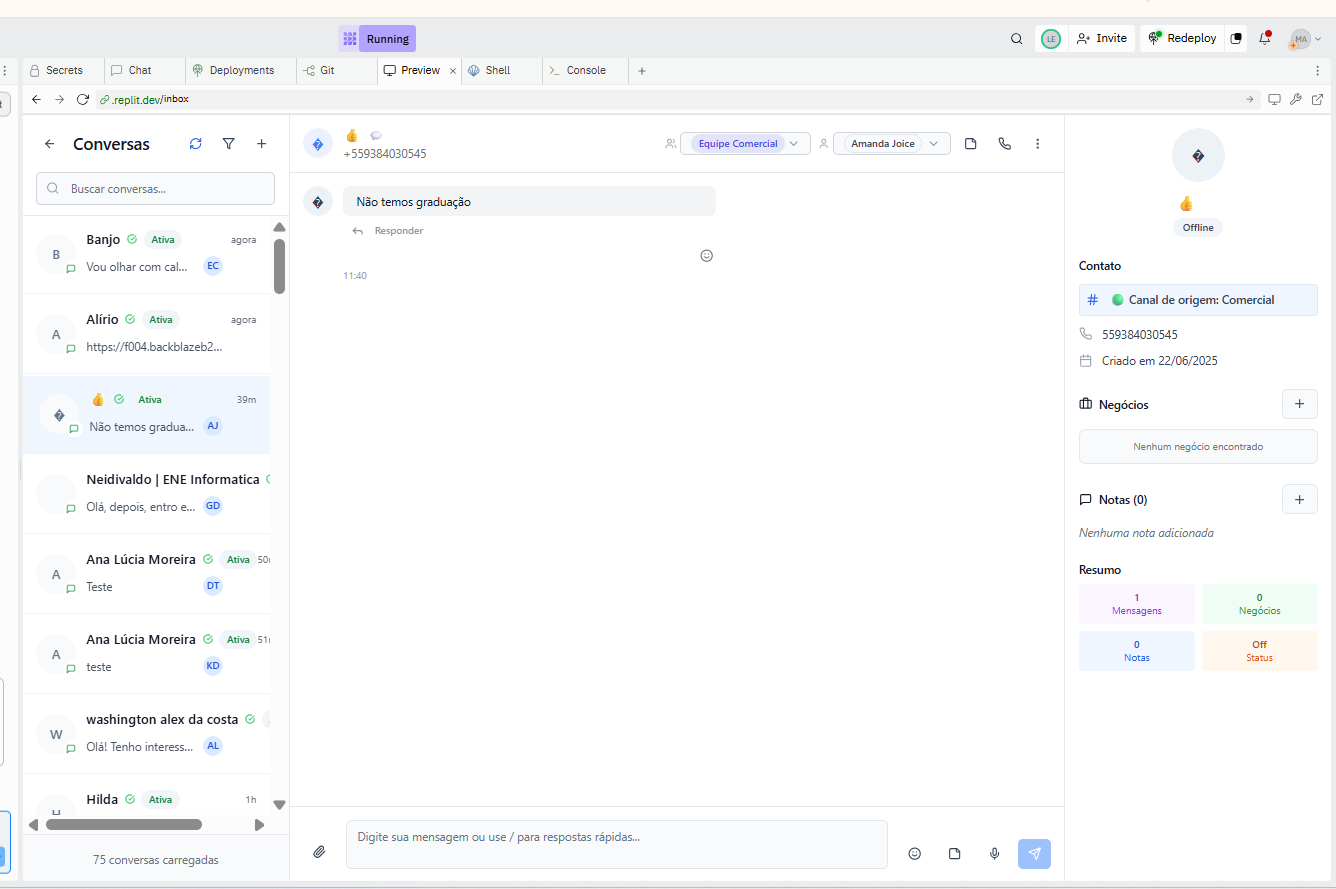 Running
LE
Invite
Redeploy
MA
Secrets
Chat
Deployments
Git
Preview
Shell
Console
.replit.dev/inbox
Conversas
Buscar conversas...
B
Banjo
Ativa
agora
Vou olhar com cal...
EC
A
Alírio
Ativa
agora
https://f004.backblazeb2...
�
👍
Ativa
39m
Não temos gradua...
AJ
Neidivaldo | ENE Informatica
Olá, depois, entro e...
GD
A
Ana Lúcia Moreira
Ativa
Teste
DT
A
Ana Lúcia Moreira
Ativa
teste
KD
W
washington alex da costa
Olá! Tenho interess...
AL
Hilda
Ativa
1h
75 conversas carregadas
�
👍
+559384030545
Equipe Comercial
Amanda Joice
�
Não temos graduação
Responder
11:40
Digite sua mensagem ou use / para respostas rápidas...
�
👍
Offline
Contato
# Canal de origem: Comercial
559384030545
Criado em 22/06/2025
Negócios
Nenhum negócio encontrado
Notas (0)
Nenhuma nota adicionada
Resumo
1
Mensagens
0
Negócios
0
Notas
Off
Status